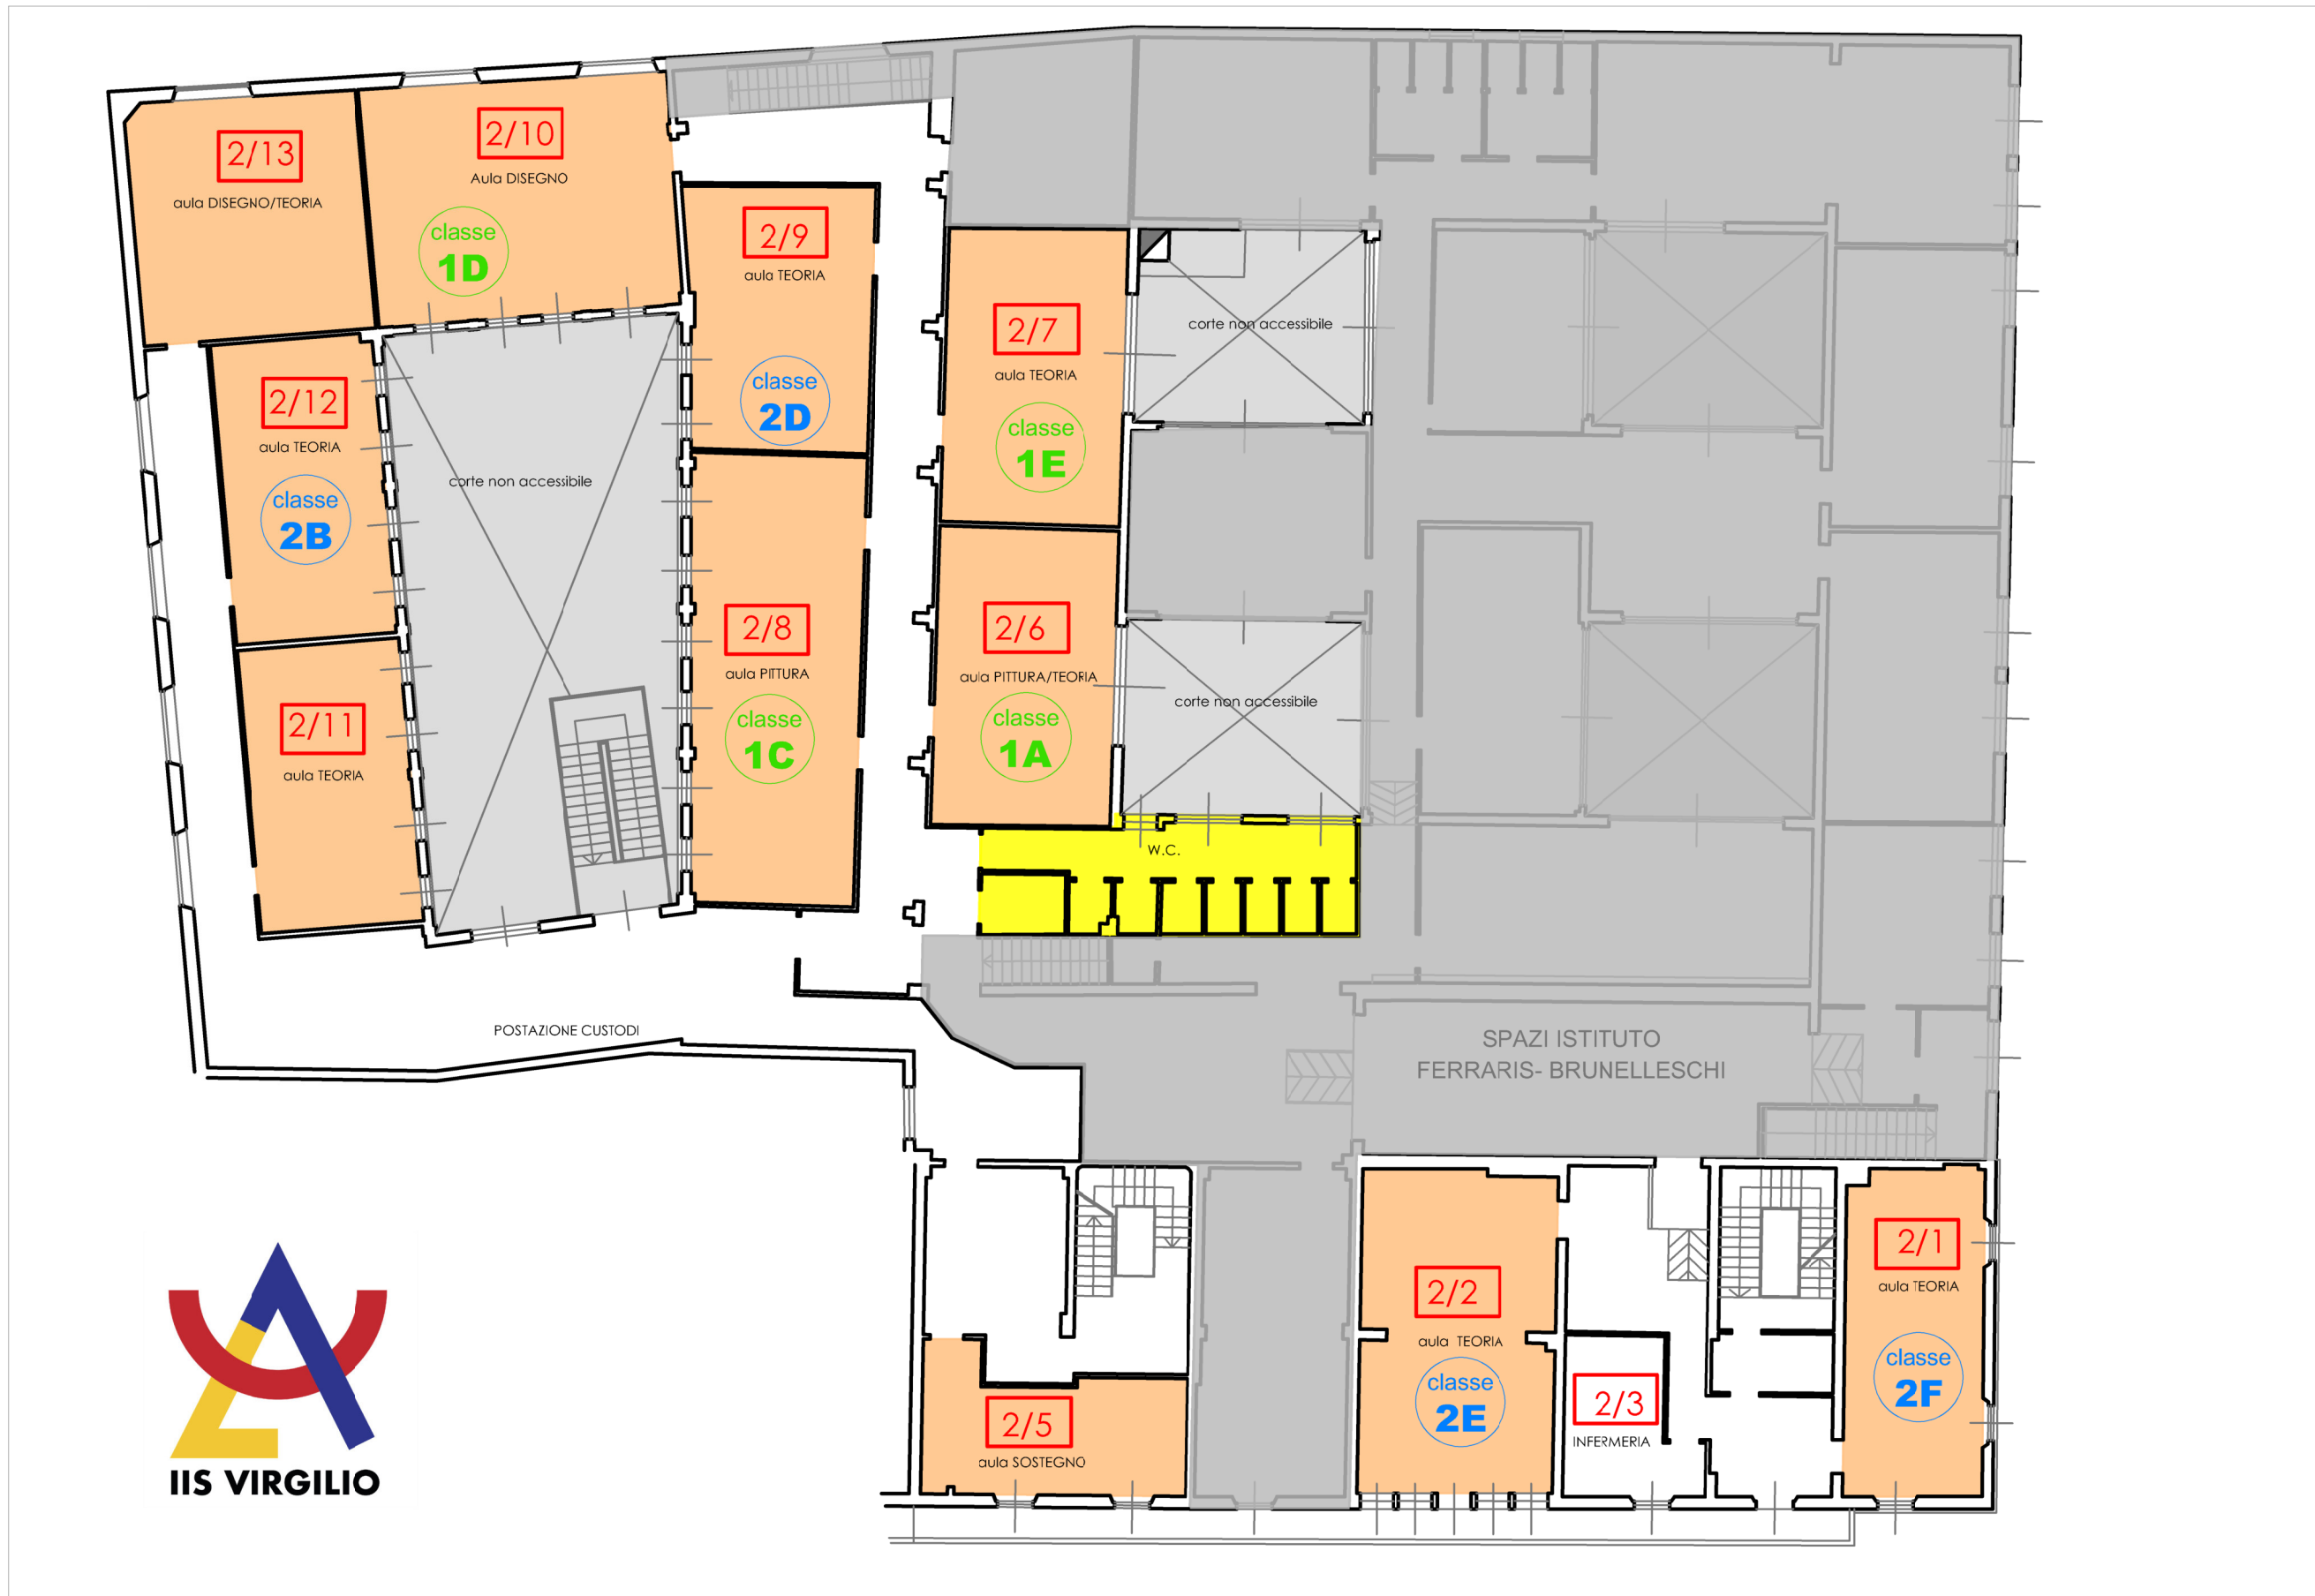 2/13
aula DISEGNO/TEORIA
2/10
Aula DISEGNO
classe
1D
2/9
aula TEORIA
classe
2D
2/7
aula TEORIA
classe
1E
corte non accessibile
2/12
aula TEORIA
classe
2B
corte non accessibile
2/11
aula TEORIA
2/8
aula PITTURA
classe
1C
2/6
aula PITTURA/TEORIA
classe
1A
corte non accessibile
W.C.
POSTAZIONE CUSTODI
SPAZI ISTITUTO
FERRARIS- BRUNELLESCHI
2/5
aula SOSTEGNO
2/2
aula TEORIA
classe
2E
2/3
INFERMERIA
2/1
aula TEORIA
classe
2F
IIS VIRGILIO